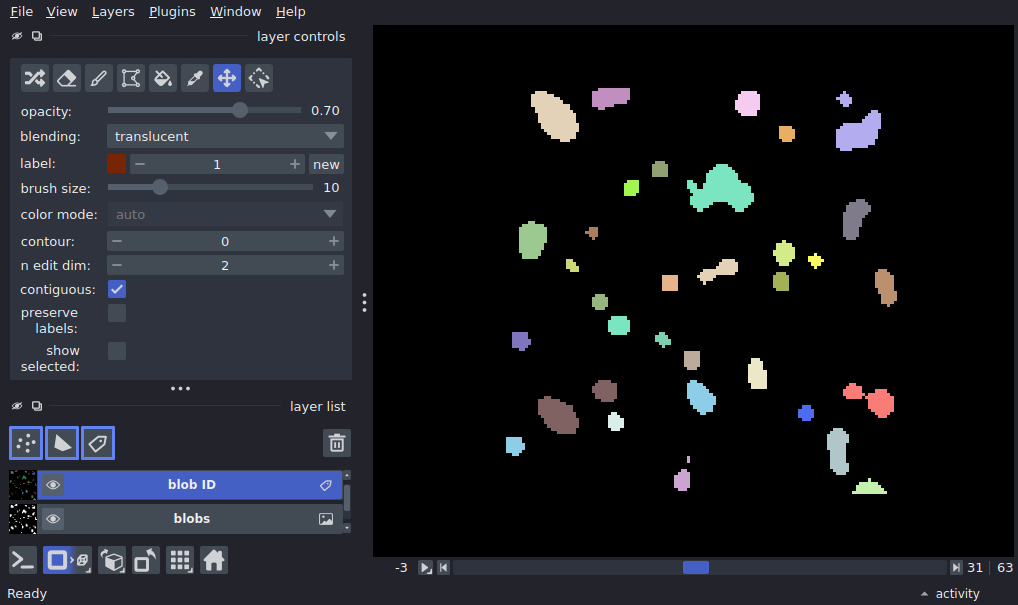 File View Layers Plugins Window Help
layer controls
opacity: 0.70
blending: translucent
label: 1 new
brush size: 10
color mode: auto
contour: 0
n edit dim: 2
contiguous:
preserve
labels:
show
selected:
layer list
blob ID
blobs
-3 31 63
Ready activity